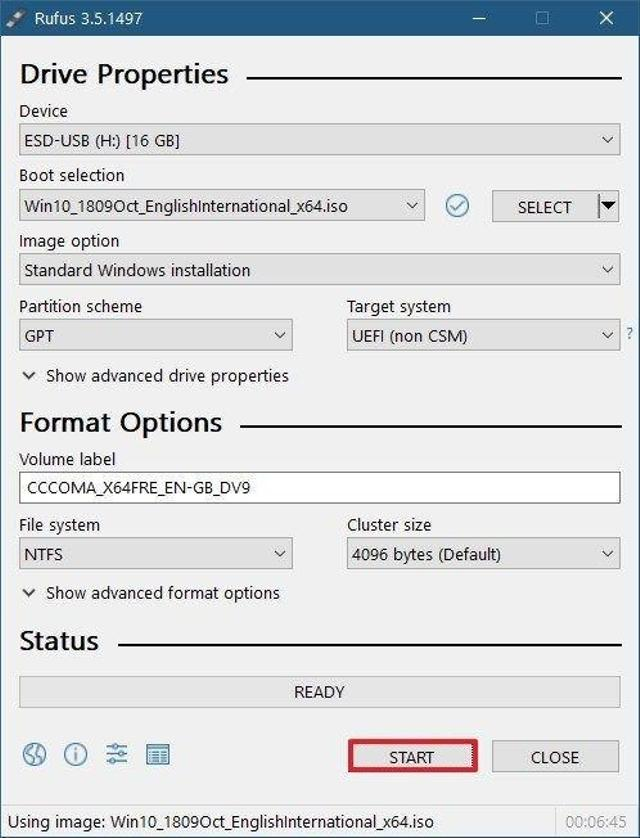 Rufus 3.5.1497
Drive Properties
Device
ESD-USB (H:) [16 GB]
Boot selection
Win10_1809Oct_EnglishInternational_x64.iso
SELECT
Image option
Standard Windows installation
Partition scheme Target system
GPT UEFI (non CSM) ?
Show advanced drive properties
Format Options
Volume label
CCCOMA_X64FRE_EN-GB_DV9
File system Cluster size
NTFS 4096 bytes (Default)
Show advanced format options
Status
READY
START CLOSE
Using image: Win10_1809Oct_EnglishInternational_x64.iso 00:06:45